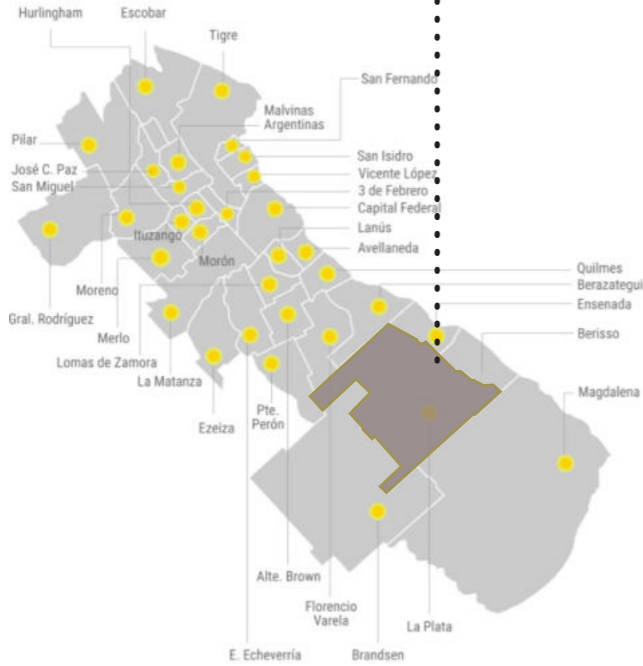 Hurlingham
Escobar
Tigre
San Fernando
Malvinas
Argentinas
Pilar
San Isidro
José C. Paz
Vicente López
San Miguel
3 de Febrero
Capital Federal
Ituzango
Lanús
Avellaneda
Morón
Quilmes
Moreno
Berazategui
Ensenada
Gral. Rodríguez
Merlo
Berisso
Lomas de Zamora
La Matanza
Magdalena
Pte.
Perón
Ezeiza
Alte. Brown
Florencio
Varela
La Plata
E. Echeverría
Brandsen